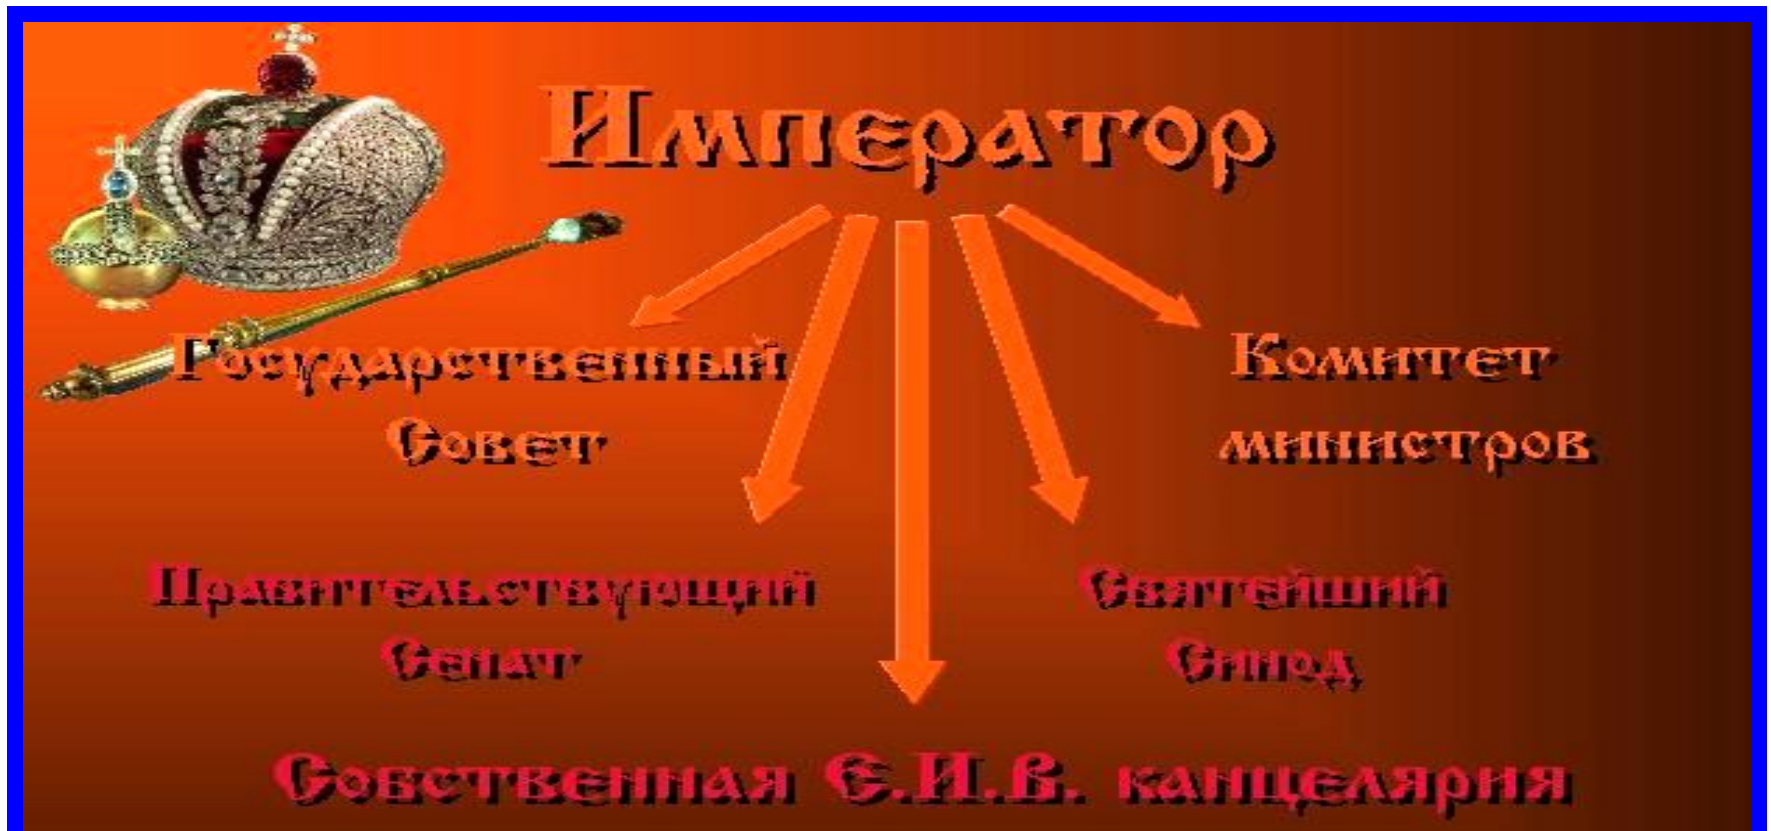 Император
Государственный
Совет
Комитет
министров
Правительствующий
Сенат
Святейший
Синод
Собственная Е.И.В. канцелярия